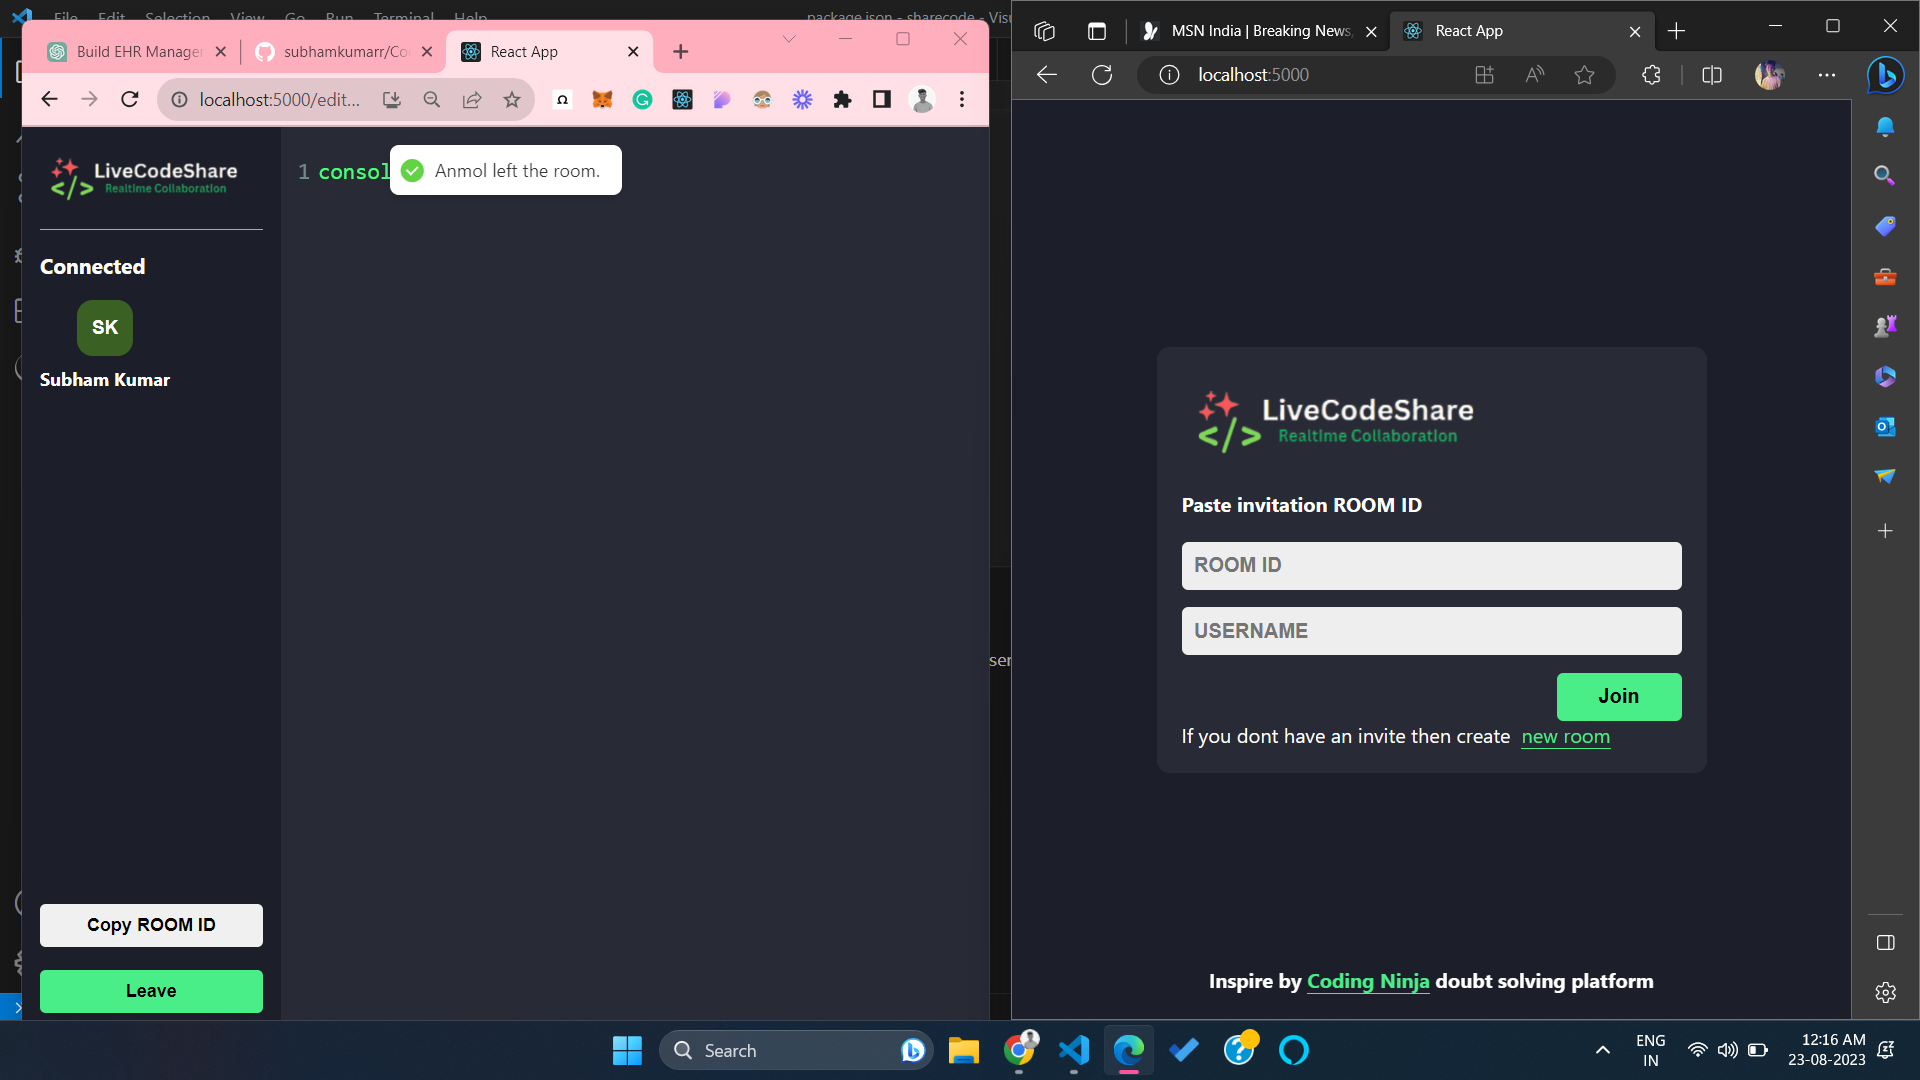 File Edit Selection View Go Run Terminal Help
package.json - sharecode - Visu
Build EHR Manager
subhamkumarr/Co
React App
localhost:5000/edit...
LiveCodeShare
Realtime Collaboration
1 consol
Anmol left the room.
Connected
SK
Subham Kumar
Copy ROOM ID
Leave
ser
MSN India | Breaking News,
React App
localhost:5000
LiveCodeShare
Realtime Collaboration
Paste invitation ROOM ID
ROOM ID
USERNAME
Join
If you dont have an invite then create new room
Inspire by Coding Ninja doubt solving platform
Search
ENG
IN
12:16 AM
23-08-2023